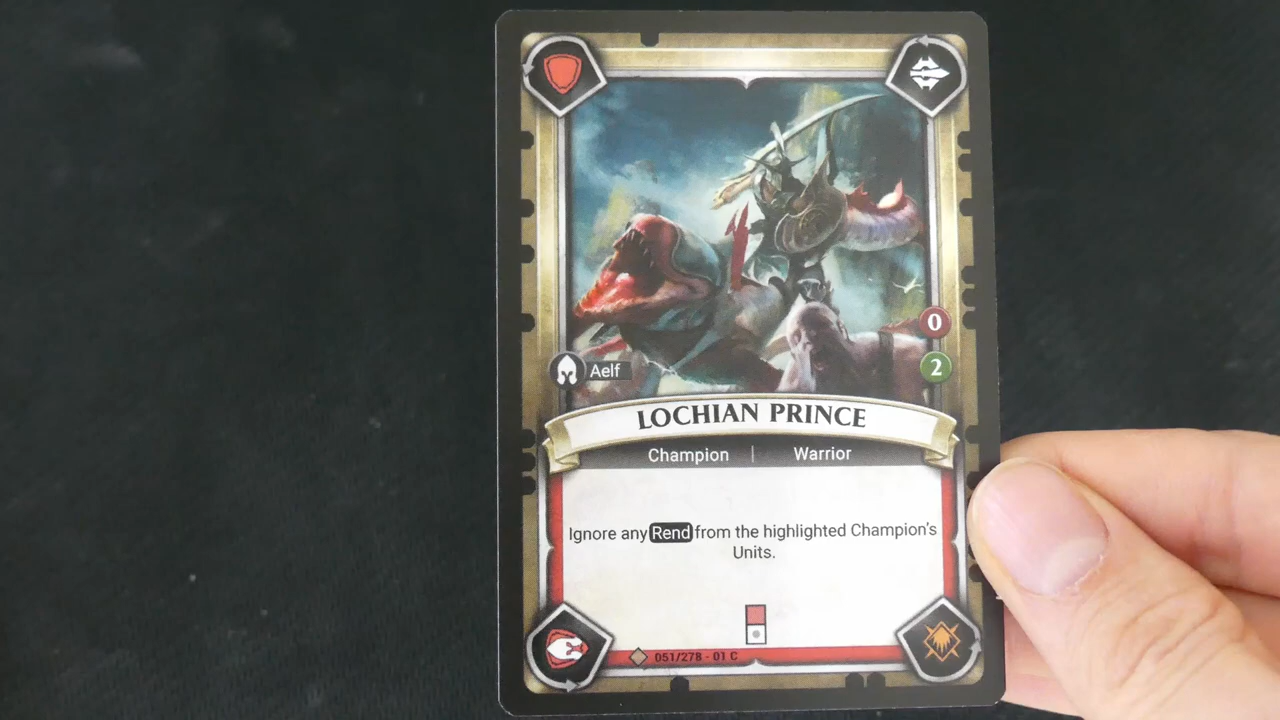 0
Aelf
2
LOCHIAN PRINCE
Champion | Warrior
Ignore any Rend from the highlighted Champion's
Units.
051/278 - 01 C